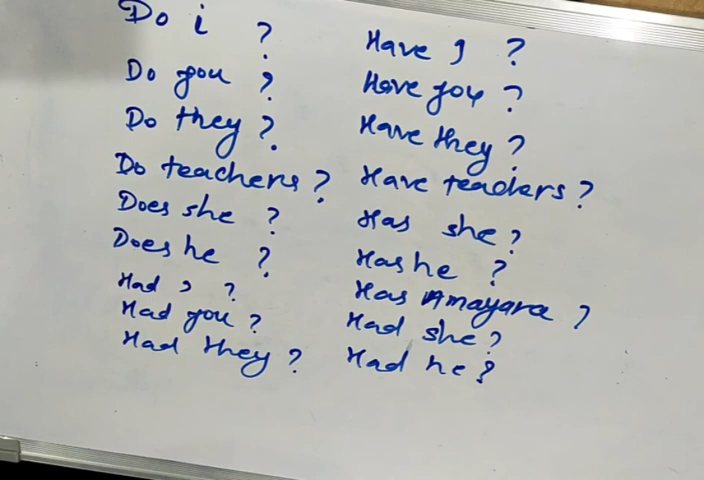 Do i ?
Do you ?
Do they ?
Do teachers ?
Does she ?
Does he ?
Had I ?
Had you ?
Had they ?
Have I ?
Have you ?
Have they ?
Have teachers ?
Has she ?
Has he ?
Has Amayara ?
Had she ?
Had he ?